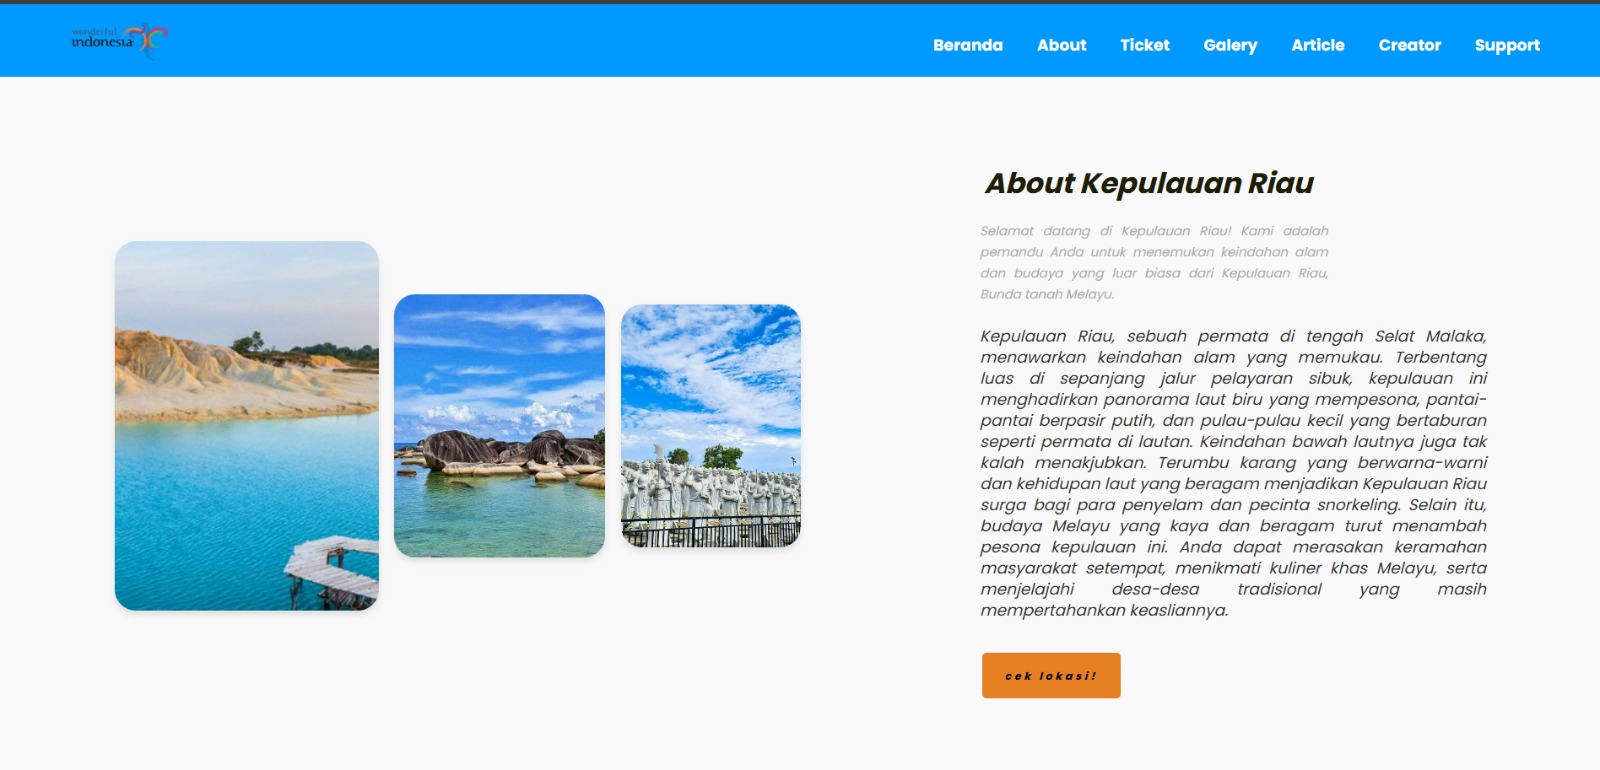 wonderful
indonesia
Beranda About Ticket Galery Article Creator Support
About Kepulauan Riau
Selamat datang di Kepulauan Riau! Kami adalah
pemandu Anda untuk menemukan keindahan alam
dan budaya yang luar biasa dari Kepulauan Riau,
Bunda tanah Melayu.
Kepulauan Riau, sebuah permata di tengah Selat Malaka,
menawarkan keindahan alam yang memukau. Terbentang
luas di sepanjang jalur pelayaran sibuk, kepulauan ini
menghadirkan panorama laut biru yang mempesona, pantai-
pantai berpasir putih, dan pulau-pulau kecil yang bertaburan
seperti permata di lautan. Keindahan bawah lautnya juga tak
kalah menakjubkan. Terumbu karang yang berwarna-warni
dan kehidupan laut yang beragam menjadikan Kepulauan Riau
surga bagi para penyelam dan pecinta snorkeling. Selain itu,
budaya Melayu yang kaya dan beragam turut menambah
pesona kepulauan ini. Anda dapat merasakan keramahan
masyarakat setempat, menikmati kuliner khas Melayu, serta
menjelajahi desa-desa tradisional yang masih
mempertahankan keasliannya.
cek lokasi!